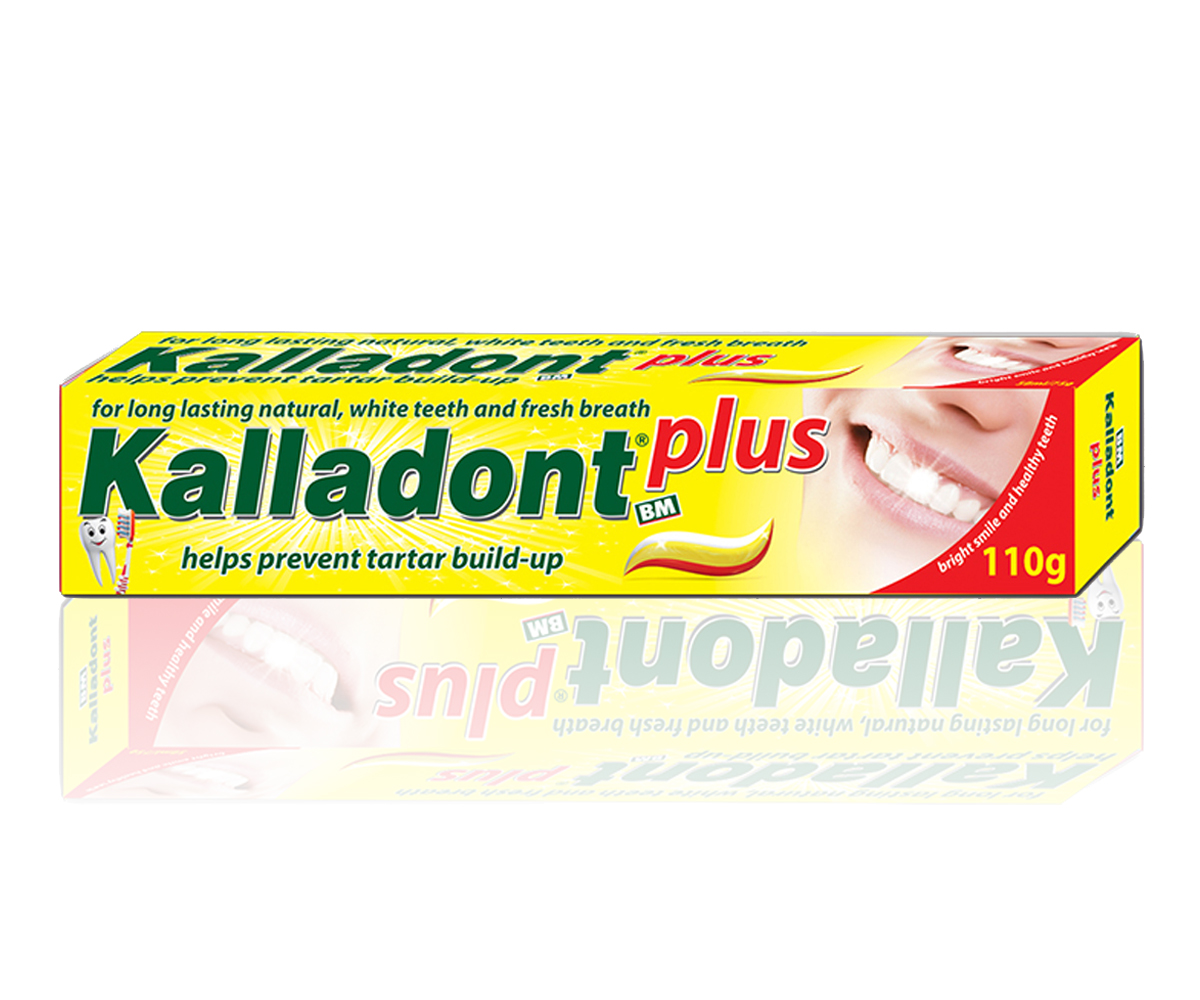 for long lasting natural, white teeth and fresh breath
Kalladont® plus
BM
helps prevent tartar build-up
for long lasting natural, white teeth and fresh breath
Kalladont® plus
BM
helps prevent tartar build-up
bright smile and healthy teeth
110g
BM
Kalladont
plus